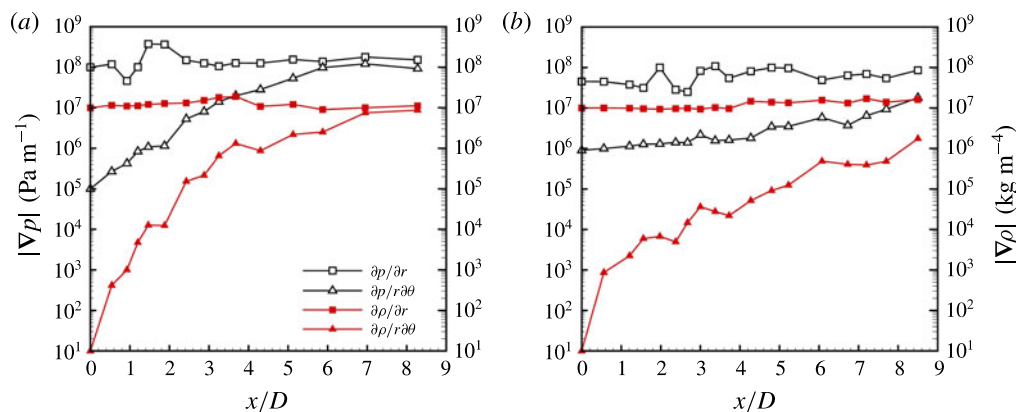 (a)
(b)
10⁹ 10⁸ 10⁷ 10⁶ 10⁵ 10⁴ 10³ 10² 10¹
|∇p| (Pa m⁻¹)
10⁹ 10⁸ 10⁷ 10⁶ 10⁵ 10⁴ 10³ 10² 10¹
∂p/∂r
∂p/r∂θ
∂ρ/∂r
∂ρ/r∂θ
0 1 2 3 4 5 6 7 8 9
x/D
10⁹ 10⁸ 10⁷ 10⁶ 10⁵ 10⁴ 10³ 10² 10¹
10⁹ 10⁸ 10⁷ 10⁶ 10⁵ 10⁴ 10³ 10² 10¹
|∇ρ| (kg m⁻⁴)
0 1 2 3 4 5 6 7 8 9
x/D